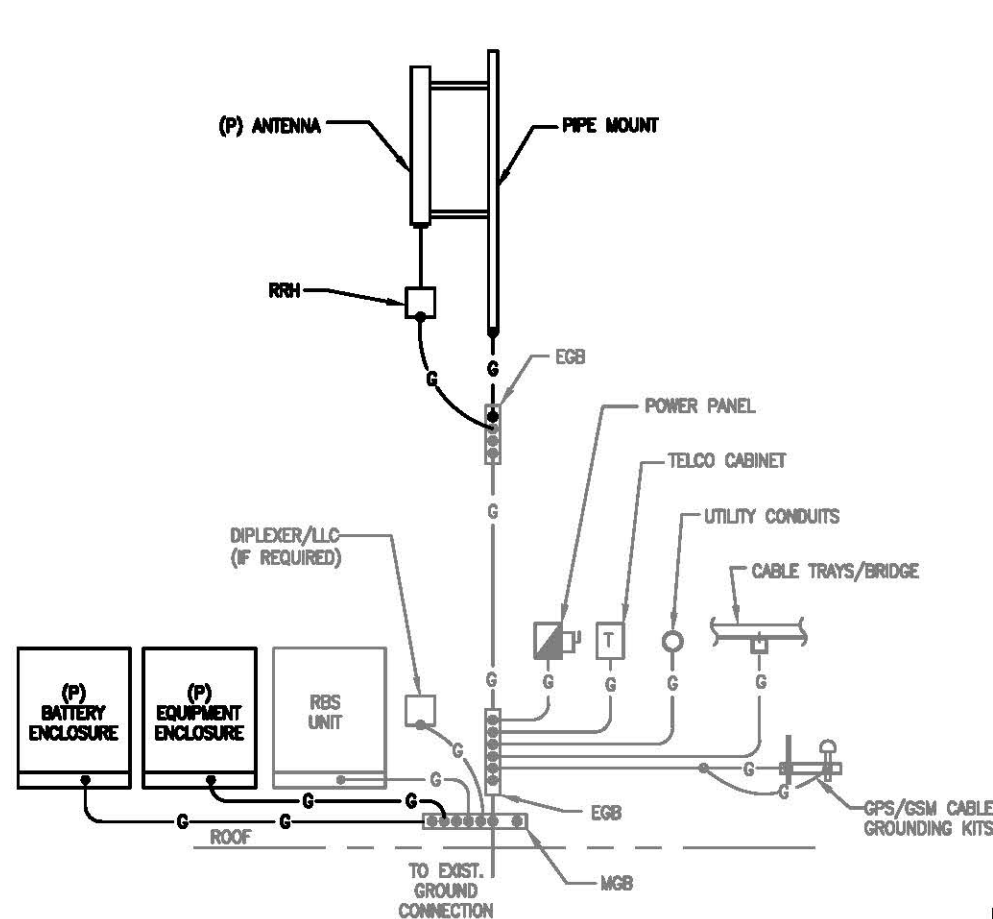 (P) ANTENNA
PIPE MOUNT
RRH
G
G
EGB
POWER PANEL
TELCO CABINET
G
UTILITY CONDUITS
DIPLEXER/LLC
(IF REQUIRED)
CABLE TRAYS/BRIDGE
T
G
G
G
G
G
(P)
BATTERY
ENCLOSURE
(P)
EQUIPMENT
ENCLOSURE
RBS
UNIT
G
G
G
G
G
G
EGB
GPS/GSM CABLE
GROUNDING KITS
G
G
ROOF
TO EXIST.
GROUND
CONNECTION
MGB